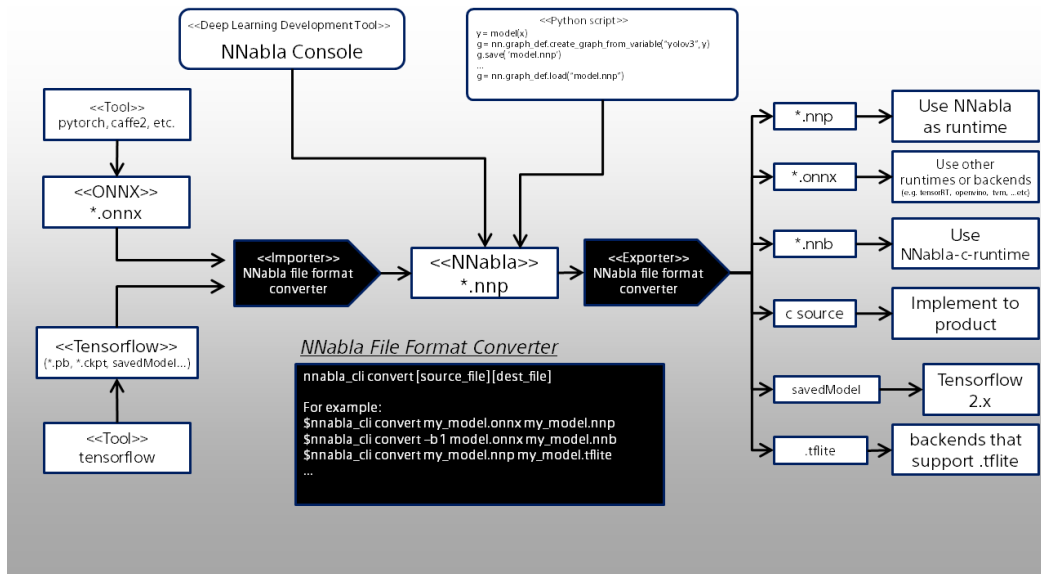 <<Deep Learning Development Tool>>
NNabla Console
<<Python script>>
y = model(x)
g = nn.graph_def.create_graph_from_variable("yolov3", y)
g.save( 'model.nnp')
...
g = nn.graph_def.load("model.nnp")
<<Tool>>
pytorch, caffe2, etc.
<<ONNX>>
*.onnx
<<Importer>>
NNabla file format
converter
<<NNabla>>
*.nnp
<<Exporter>>
NNabla file format
converter
<<Tensorflow>>
(*.pb, *.ckpt, savedModel...)
<<Tool>>
tensorflow
NNabla File Format Converter
nnabla_cli convert [source_file][dest_file]
For example:
$nnabla_cli convert my_model.onnx my_model.nnp
$nnabla_cli convert –b 1 model.onnx my_model.nnb
$nnabla_cli convert my_model.nnp my_model.tflite
...
*.nnp
Use NNabla
as runtime
*.onnx
Use other
runtimes or backends
(e.g. tensorRT, openvino, tvm, ...etc)
*.nnb
Use
NNabla-c-runtime
c source
Implement to
product
savedModel
Tensorflow
2.x
.tflite
backends that
support .tflite